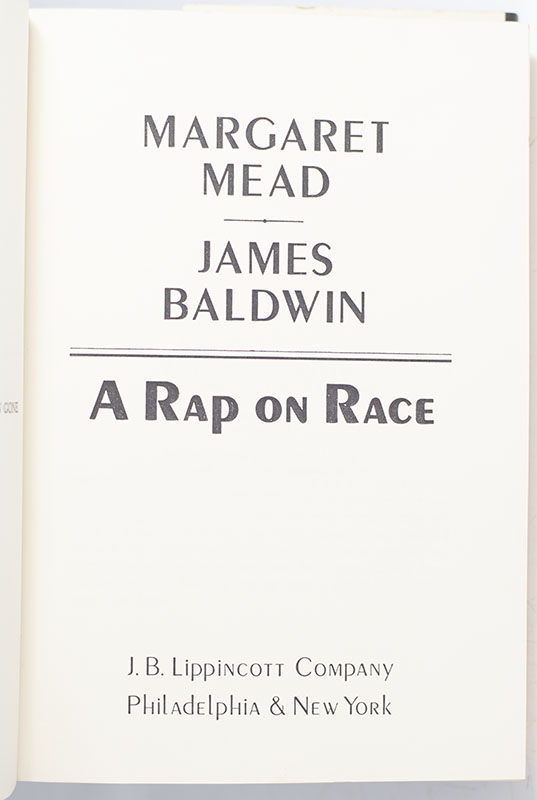 MARGARET
MEAD
JAMES
BALDWIN
A Rap on Race
J. B. Lippincott Company
Philadelphia & New York